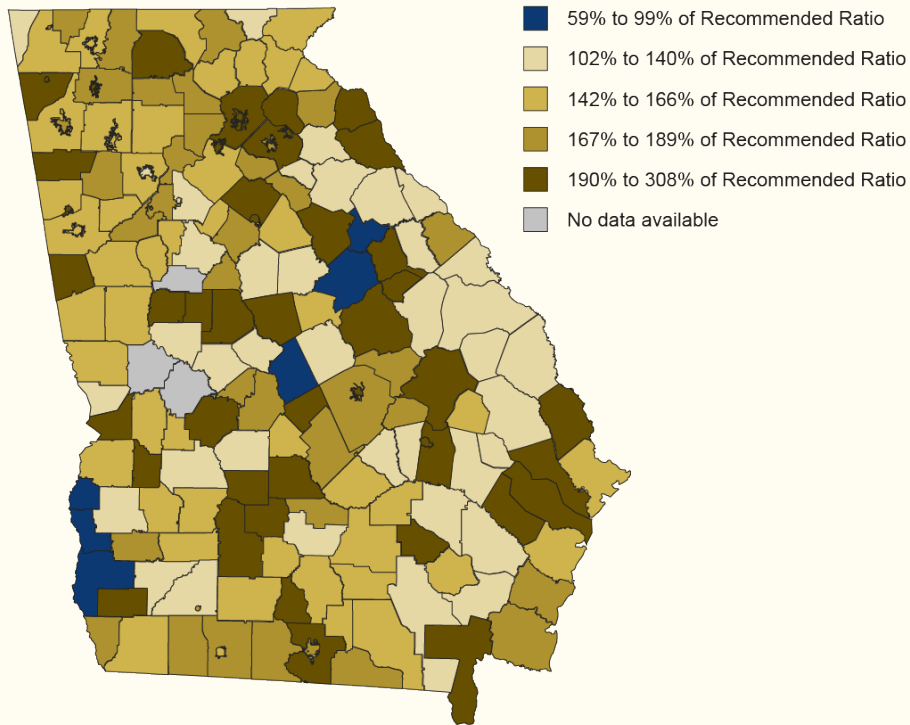 59% to 99% of Recommended Ratio
102% to 140% of Recommended Ratio
142% to 166% of Recommended Ratio
167% to 189% of Recommended Ratio
190% to 308% of Recommended Ratio
No data available